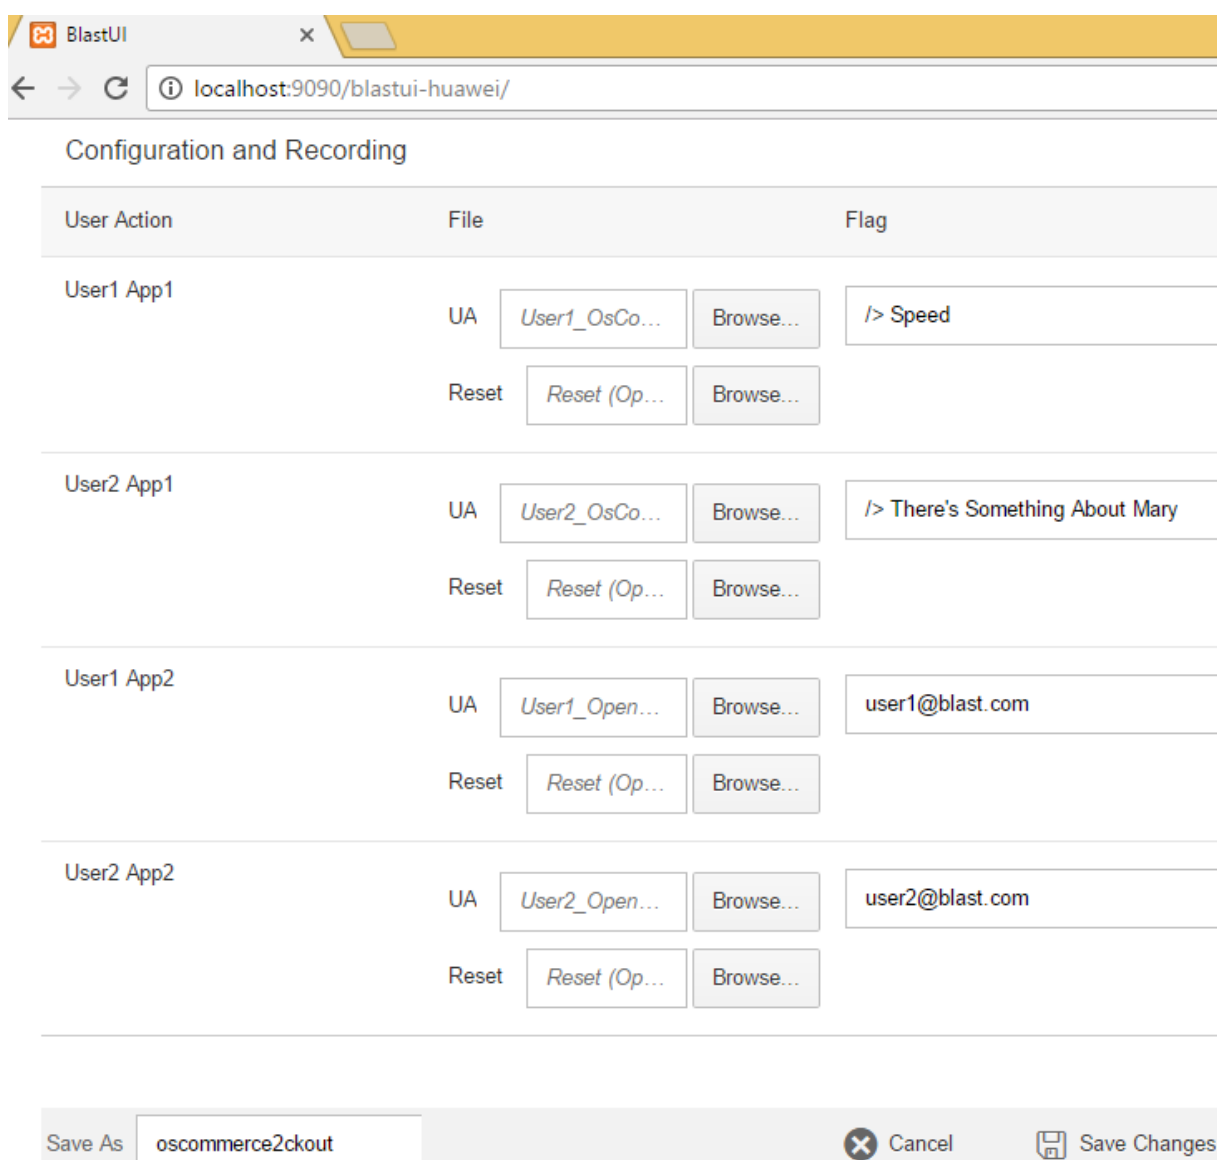 BlastUI
localhost:9090/blastui-huawei/
Configuration and Recording
User Action File Flag
User1 App1
UA User1_OsCo... Browse... /> Speed
Reset Reset (Op... Browse...
User2 App1
UA User2_OsCo... Browse... /> There's Something About Mary
Reset Reset (Op... Browse...
User1 App2
UA User1_Open... Browse... user1@blast.com
Reset Reset (Op... Browse...
User2 App2
UA User2_Open... Browse... user2@blast.com
Reset Reset (Op... Browse...
Save As oscommerce2ckout Cancel Save Changes